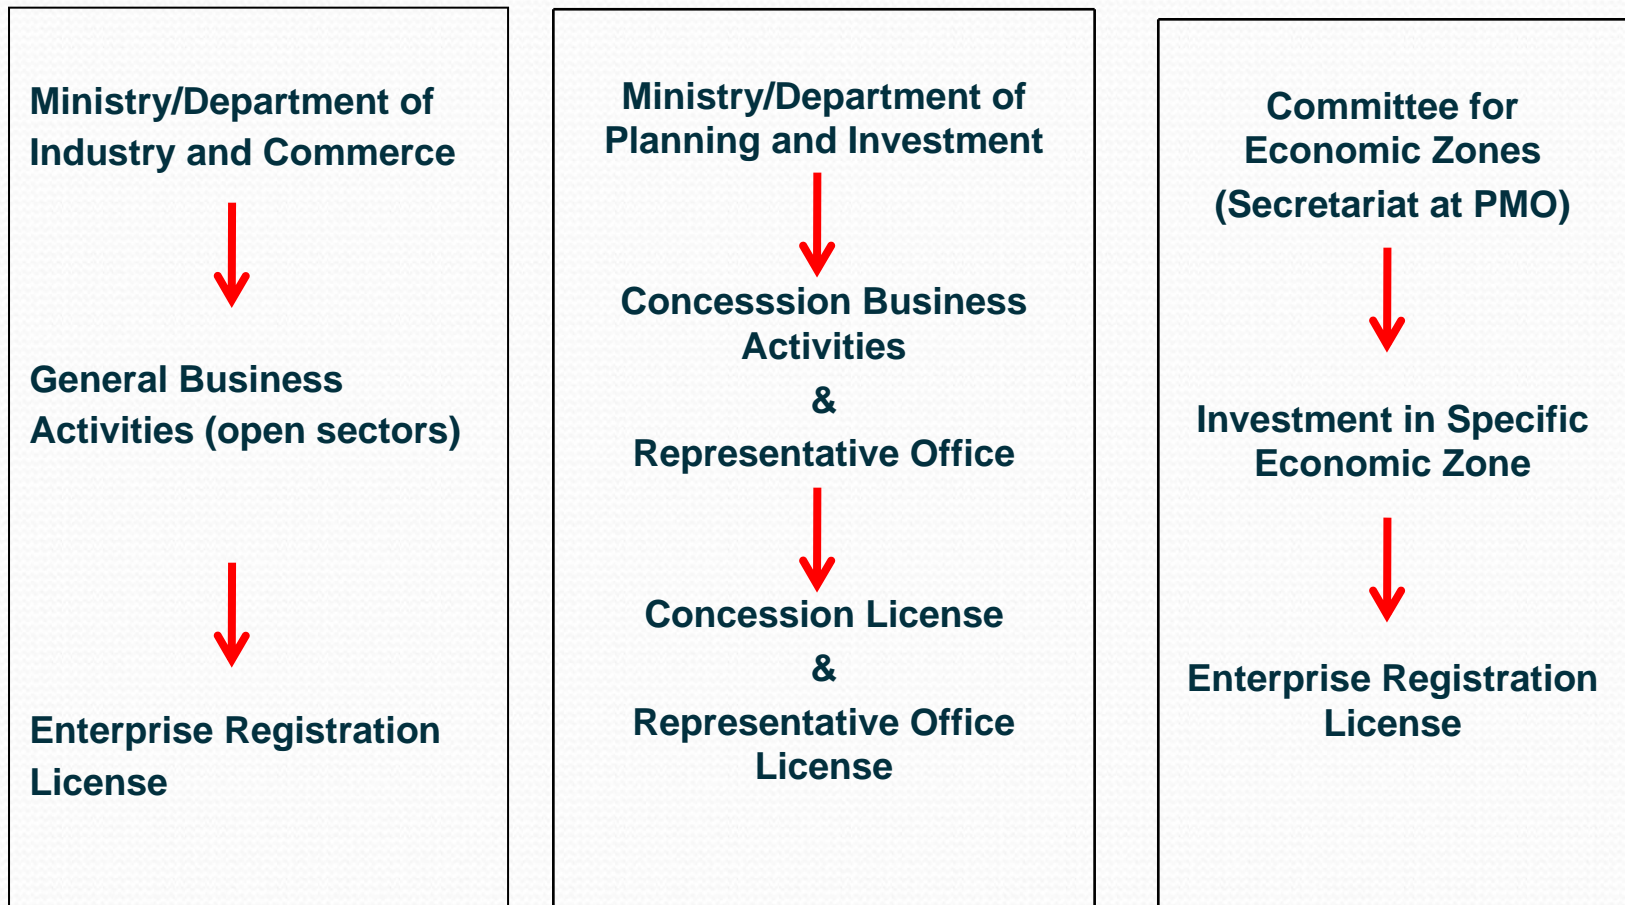 Ministry/Department of
Industry and Commerce
General Business
Activities (open sectors)
Enterprise Registration
License
Ministry/Department of
Planning and Investment
Concesssion Business
Activities
&
Representative Office
Concession License
&
Representative Office
License
Committee for
Economic Zones
(Secretariat at PMO)
Investment in Specific
Economic Zone
Enterprise Registration
License